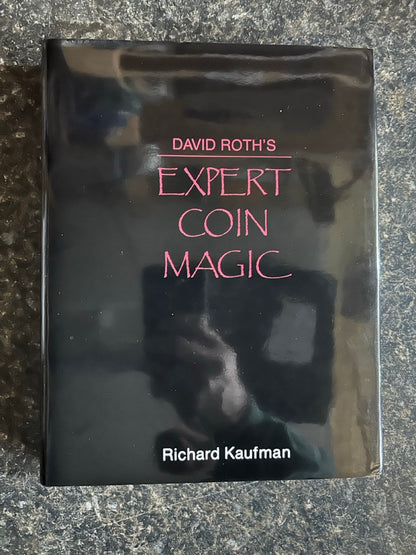 DAVID ROTH'S
EXPERT
COIN
MAGIC
Richard Kaufman